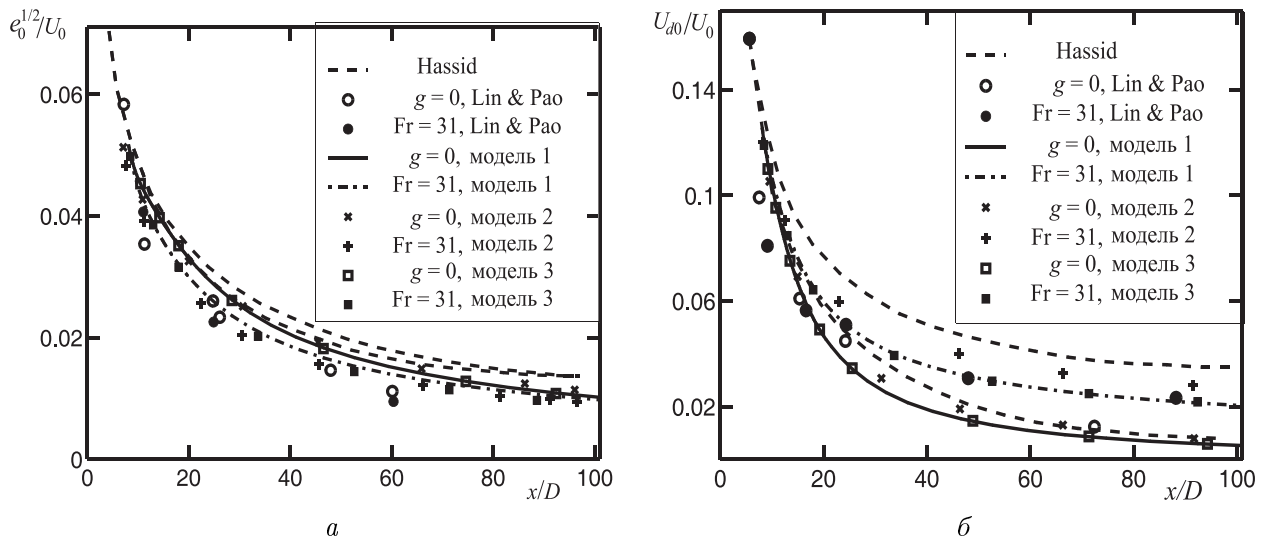 e₀^{1/2}/U₀
0.06
0.04
0.02
0
0 20 40 60 80 100
x/D
Hassid
g = 0, Lin & Pao
Fr = 31, Lin & Pao
g = 0, модель 1
Fr = 31, модель 1
g = 0, модель 2
Fr = 31, модель 2
g = 0, модель 3
Fr = 31, модель 3
а
U_{d0}/U₀
0.14
0.1
0.06
0.02
0 20 40 60 80 100
x/D
Hassid
g = 0, Lin & Pao
Fr = 31, Lin & Pao
g = 0, модель 1
Fr = 31, модель 1
g = 0, модель 2
Fr = 31, модель 2
g = 0, модель 3
Fr = 31, модель 3
б